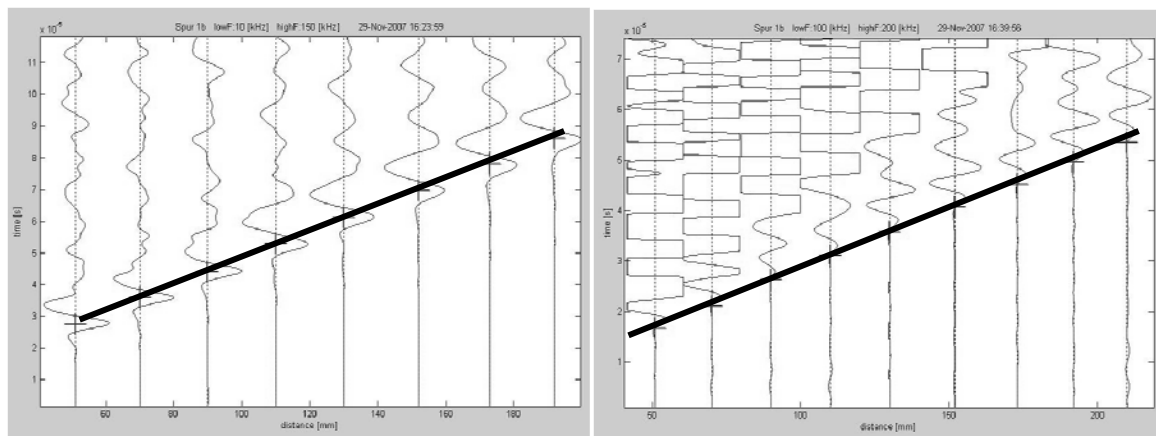 Spur 1b lowF:10 [kHz] highF:150 [kHz] 29-Nov-2007 16:23:59
x 10⁻⁵
11
10
9
8
7
6
5
4
3
2
1
time [s]
60 80 100 120 140 160 180
distance [mm]
Spur 1b lowF:100 [kHz] highF:200 [kHz] 29-Nov-2007 16:39:56
x 10⁻⁵
7
6
5
4
3
2
1
time [s]
50 100 150 200
distance [mm]